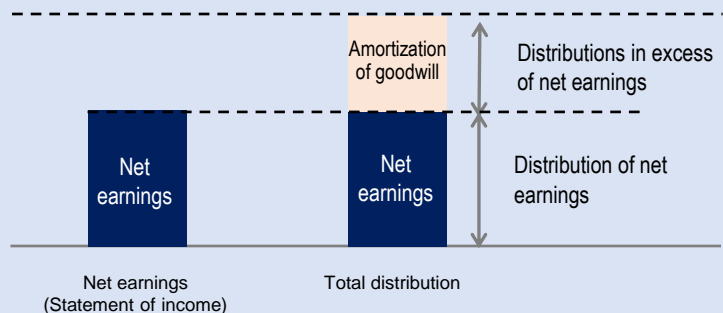 Amortization
of goodwill
Distributions in excess
of net earnings
Net
earnings
Net
earnings
Distribution of net
earnings
Net earnings
(Statement of income)
Total distribution